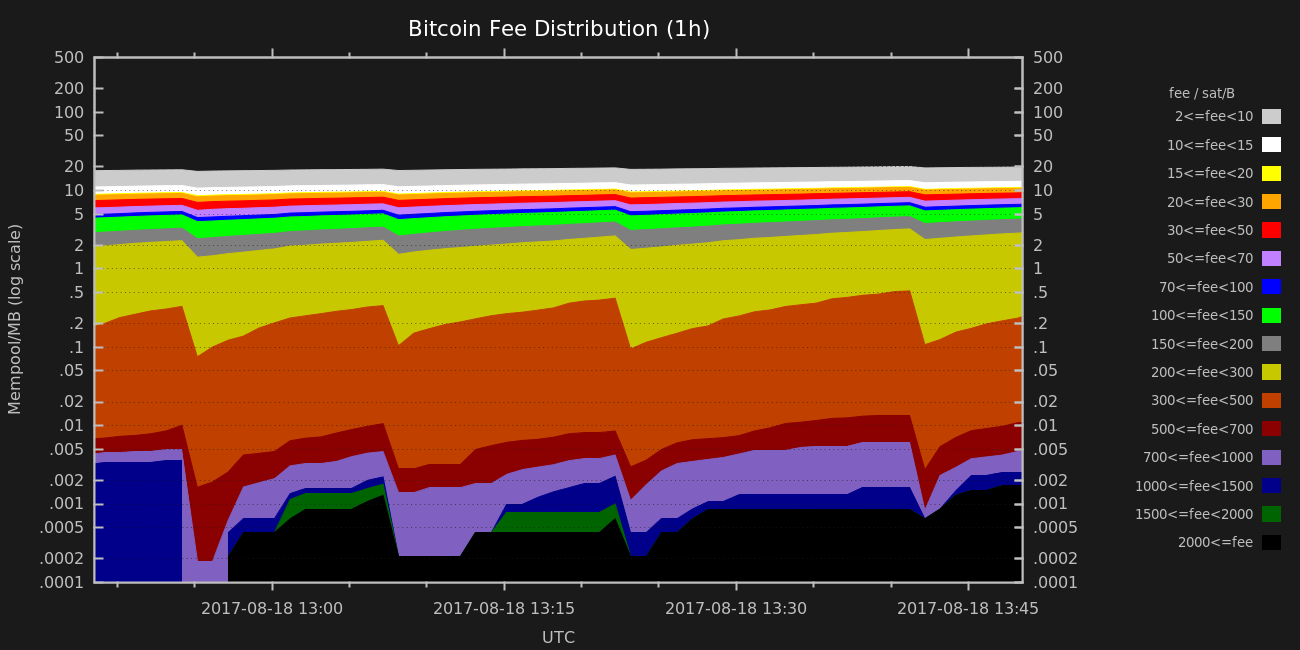 Bitcoin Fee Distribution (1h)
Mempool/MB (log scale)
500
200
100
50
20
10
5
2
1
.5
.2
.1
.05
.02
.01
.005
.002
.001
.0005
.0002
.0001
500
200
100
50
20
10
5
2
1
.5
.2
.1
.05
.02
.01
.005
.002
.001
.0005
.0002
.0001
2017-08-18 13:00
2017-08-18 13:15
2017-08-18 13:30
2017-08-18 13:45
UTC
fee / sat/B
2<=fee<10
10<=fee<15
15<=fee<20
20<=fee<30
30<=fee<50
50<=fee<70
70<=fee<100
100<=fee<150
150<=fee<200
200<=fee<300
300<=fee<500
500<=fee<700
700<=fee<1000
1000<=fee<1500
1500<=fee<2000
2000<=fee